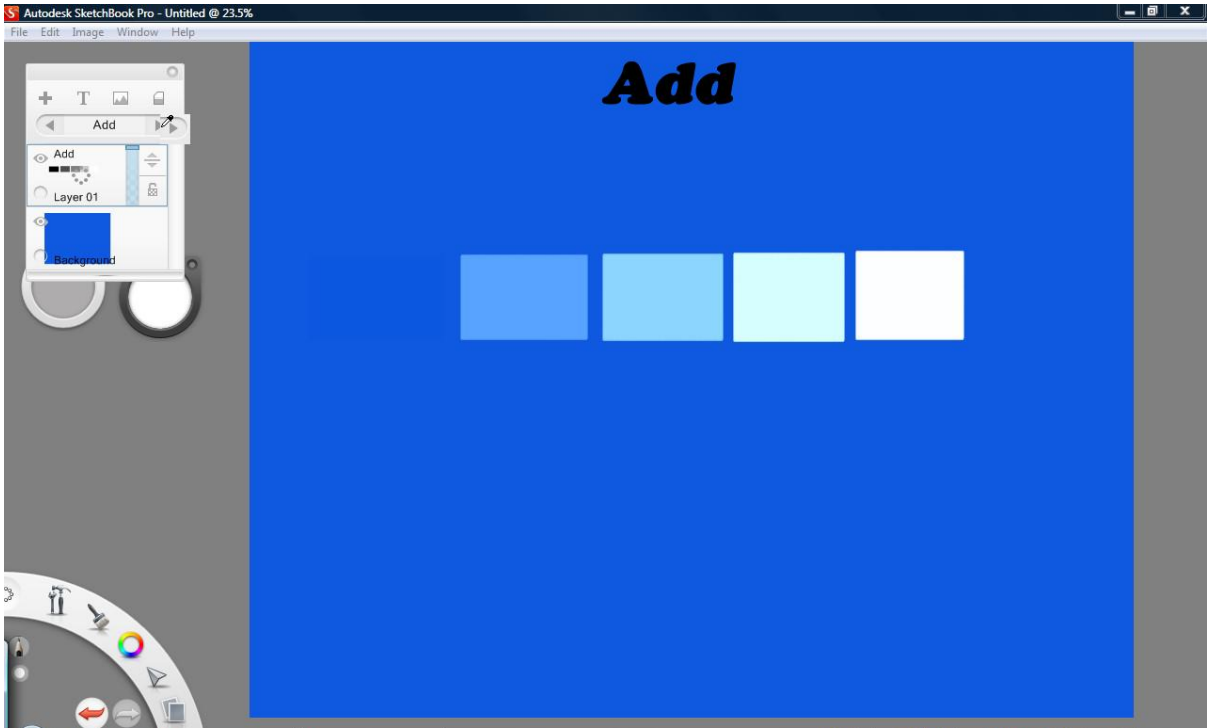 Autodesk SketchBook Pro - Untitled @ 23.5%
File Edit Image Window Help
Add
T
Add
Add
Layer 01
Background